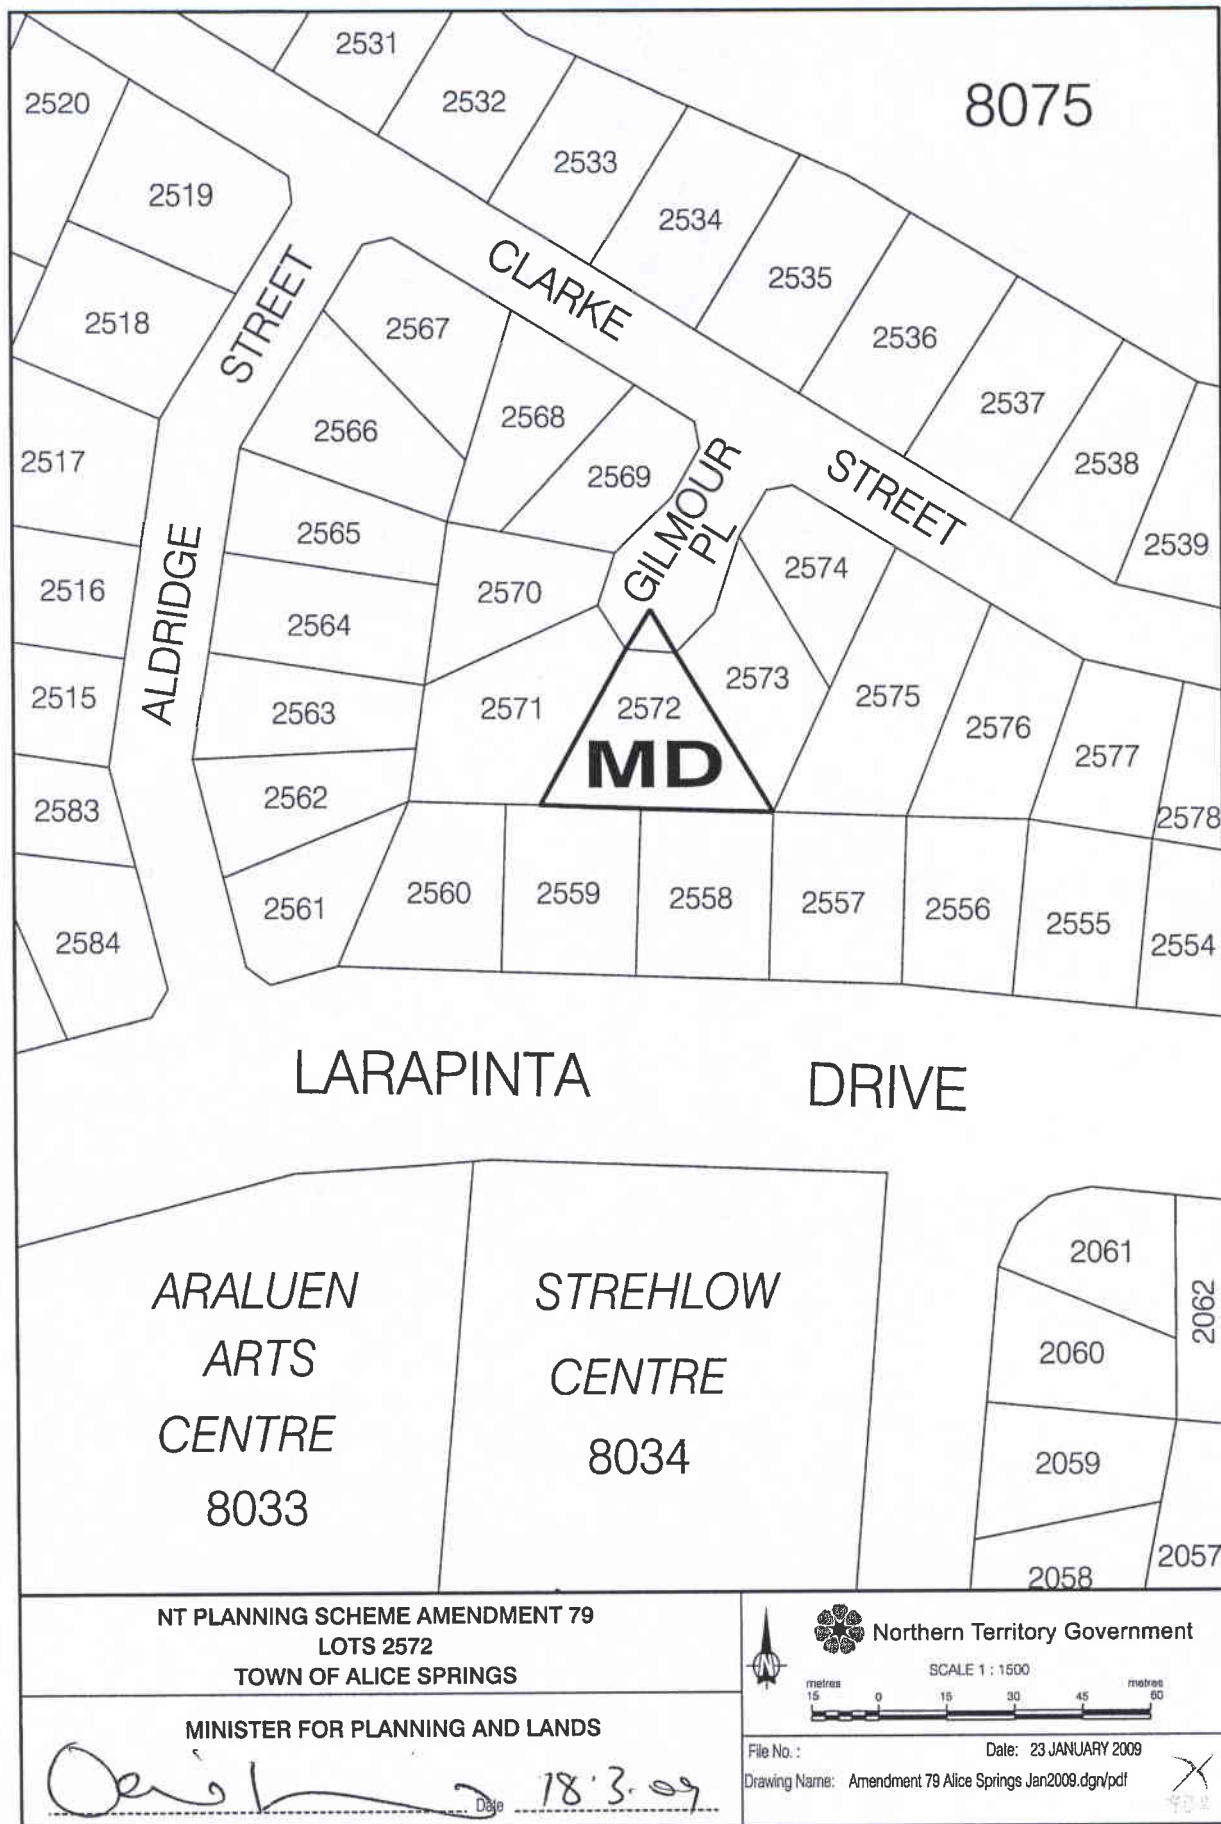 2531
8075
2520
2532
2533
2519
2534
2535
2518
STREET
CLARKE
2567
2536
2568
2537
2566
2517
2569
2538
GILMOUR
PL
STREET
2565
2539
2574
2516
ALDRIDGE
2570
2564
2573
2515
2563
2571
2572
2575
2576
MD
2577
2562
2583
2578
2561
2560
2559
2558
2557
2556
2555
2584
2554
LARAPINTA DRIVE
2061
ARALUEN
ARTS
CENTRE
8033
STREHLOW
CENTRE
8034
2062
2060
2059
2057
2058
NT PLANNING SCHEME AMENDMENT 79
LOTS 2572
TOWN OF ALICE SPRINGS
MINISTER FOR PLANNING AND LANDS
Date 18.3.09
N
Northern Territory Government
SCALE 1 : 1500
metres metres
15 0 15 30 45 60
File No. : Date: 23 JANUARY 2009
Drawing Name: Amendment 79 Alice Springs Jan2009.dgn/pdf